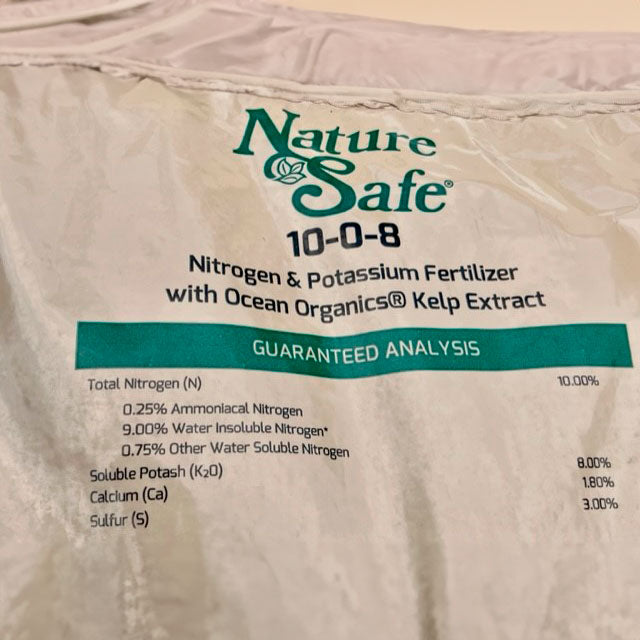 Nature
Safe®
10-0-8
Nitrogen & Potassium Fertilizer
with Ocean Organics® Kelp Extract
GUARANTEED ANALYSIS
Total Nitrogen (N) 10.00%
0.25% Ammoniacal Nitrogen
9.00% Water Insoluble Nitrogen*
0.75% Other Water Soluble Nitrogen
Soluble Potash (K₂O) 8.00%
Calcium (Ca) 1.80%
Sulfur (S) 3.00%